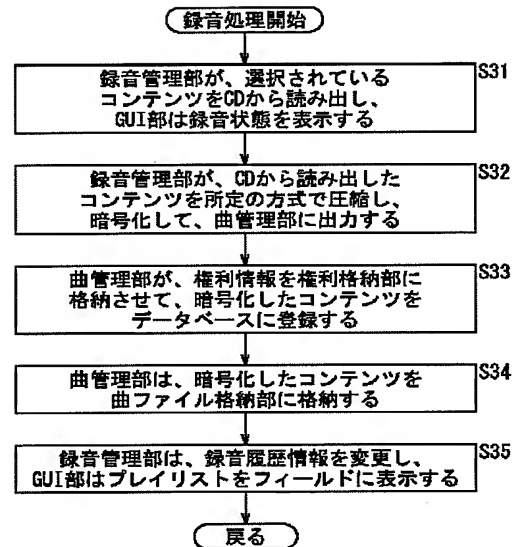 録音処理開始
S31
録音管理部が、選択されている
コンテンツをCDから読み出し、
GUI部は録音状態を表示する
S32
録音管理部が、CDから読み出した
コンテンツを所定の方式で圧縮し、
暗号化して、曲管理部に出力する
S33
曲管理部が、権利情報を権利格納部に
格納させて、暗号化したコンテンツを
データベースに登録する
S34
曲管理部は、暗号化したコンテンツを
曲ファイル格納部に格納する
S35
録音管理部は、録音履歴情報を変更し、
GUI部はプレイリストをフィールドに表示する
戻る